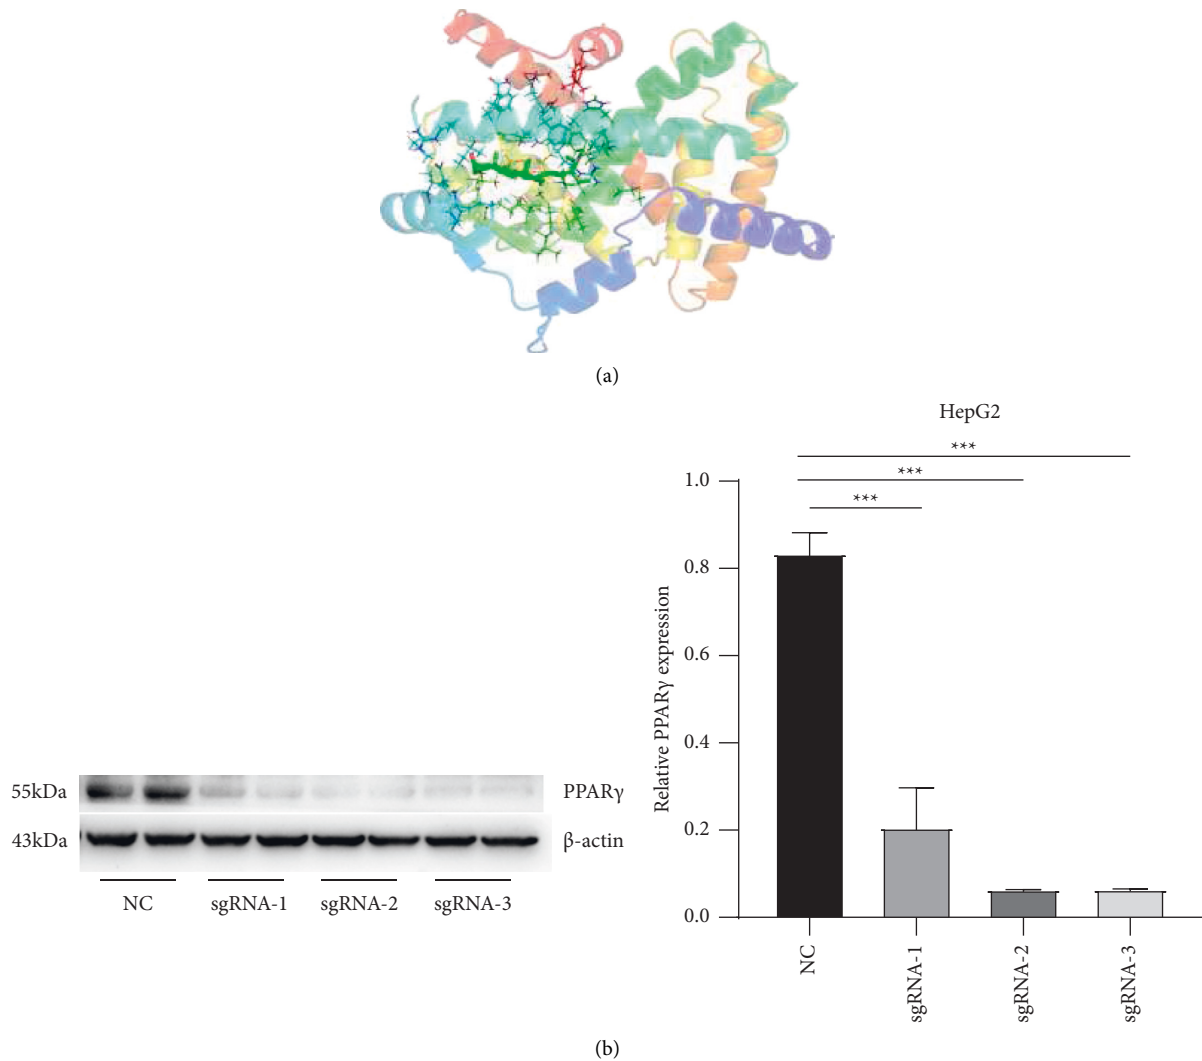 (a)
HepG2
***
***
***
1.0
0.8
0.6
0.4
0.2
0.0
Relative PPARγ expression
NC
sgRNA-1
sgRNA-2
sgRNA-3
55kDa
PPARγ
43kDa
β-actin
NC
sgRNA-1
sgRNA-2
sgRNA-3
(b)